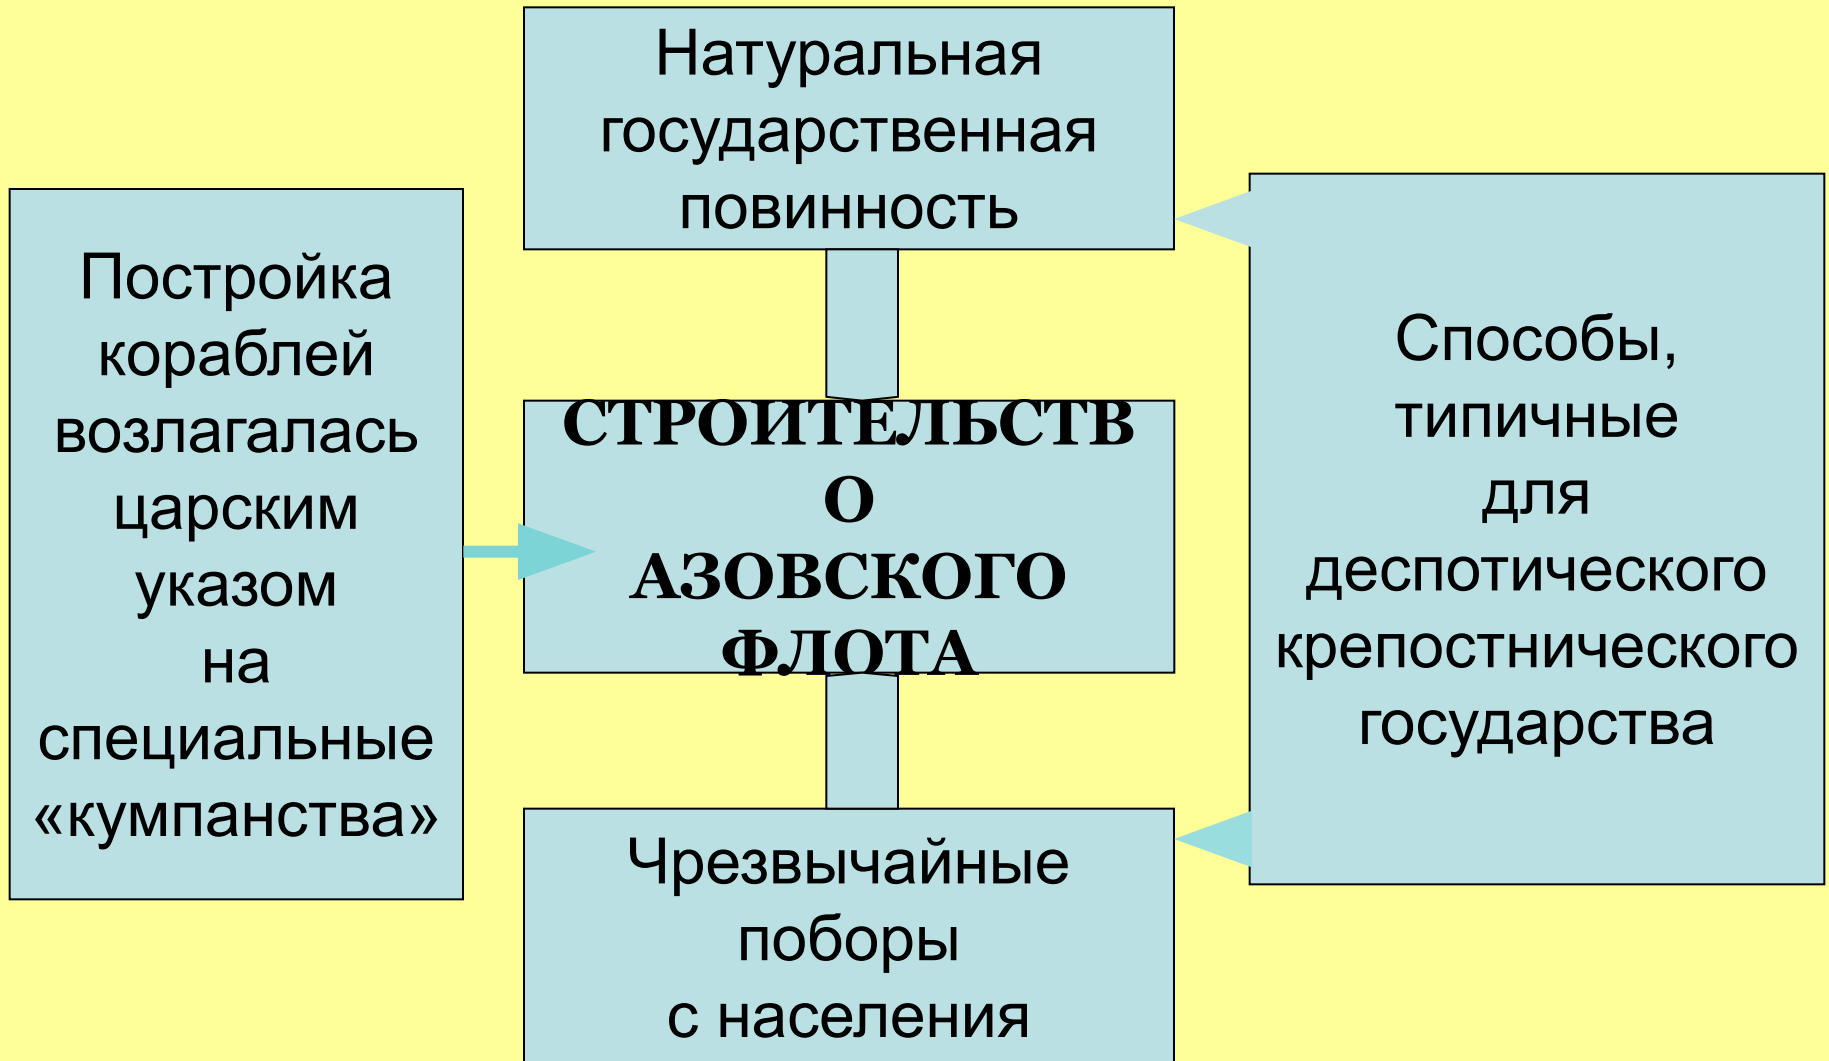 Натуральная
государственная
повинность
Постройка
кораблей
возлагалась
царским
указом
на
специальные
«кумпанства»
СТРОИТЕЛЬСТВ
О
АЗОВСКОГО
ФЛОТА
Способы,
типичные
для
деспотического
крепостнического
государства
Чрезвычайные
поборы
с населения